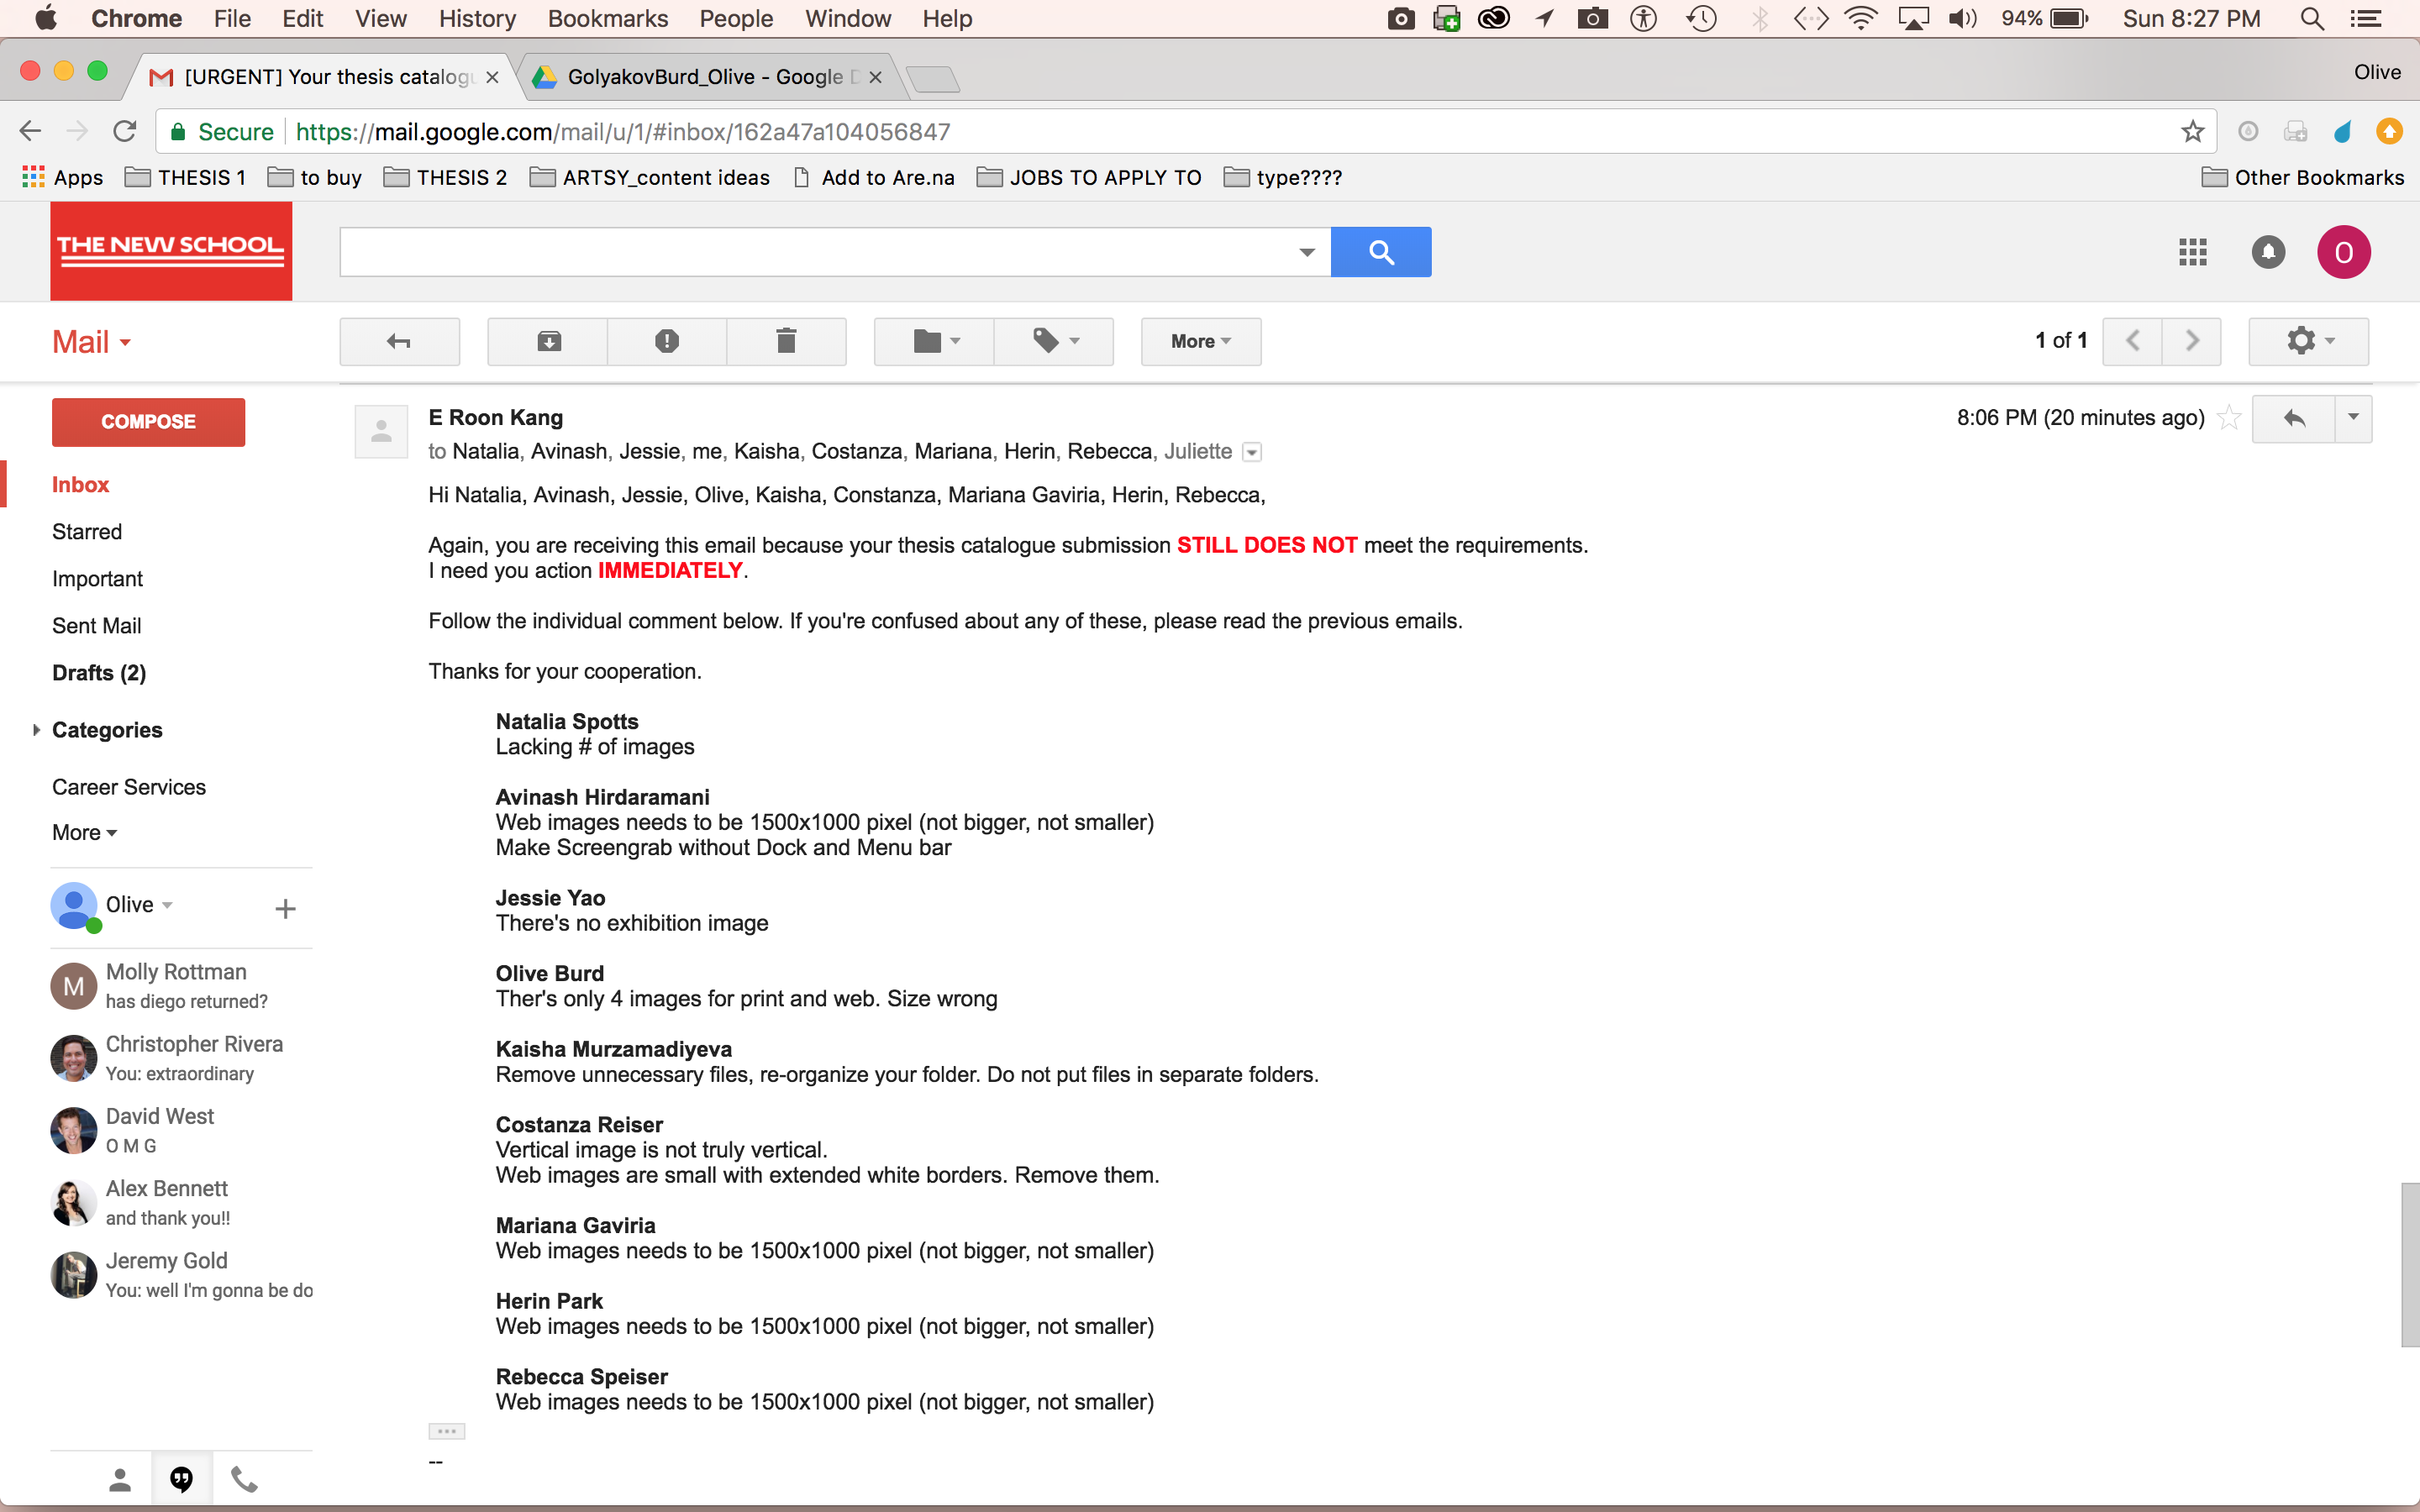 Chrome File Edit View History Bookmarks People Window Help 94% Sun 8:27 PM
[URGENT] Your thesis catalogu GolyakovBurd_Olive - Google D Olive
Secure https://mail.google.com/mail/u/1/#inbox/162a47a104056847
Apps THESIS 1 to buy THESIS 2 ARTSY_content ideas Add to Are.na JOBS TO APPLY TO type???? Other Bookmarks
THE NEW SCHOOL
O
Mail More 1 of 1
COMPOSE
Inbox
Starred
Important
Sent Mail
Drafts (2)
Categories
Career Services
More
Olive
M
Molly Rottman
has diego returned?
Christopher Rivera
You: extraordinary
David West
O M G
Alex Bennett
and thank you!!
Jeremy Gold
You: well I'm gonna be do
E Roon Kang 8:06 PM (20 minutes ago)
to Natalia, Avinash, Jessie, me, Kaisha, Costanza, Mariana, Herin, Rebecca, Juliette
Hi Natalia, Avinash, Jessie, Olive, Kaisha, Constanza, Mariana Gaviria, Herin, Rebecca,
Again, you are receiving this email because your thesis catalogue submission STILL DOES NOT meet the requirements.
I need you action IMMEDIATELY.
Follow the individual comment below. If you're confused about any of these, please read the previous emails.
Thanks for your cooperation.
Natalia Spotts
Lacking # of images
Avinash Hirdaramani
Web images needs to be 1500x1000 pixel (not bigger, not smaller)
Make Screengrab without Dock and Menu bar
Jessie Yao
There's no exhibition image
Olive Burd
Ther's only 4 images for print and web. Size wrong
Kaisha Murzamadiyeva
Remove unnecessary files, re-organize your folder. Do not put files in separate folders.
Costanza Reiser
Vertical image is not truly vertical.
Web images are small with extended white borders. Remove them.
Mariana Gaviria
Web images needs to be 1500x1000 pixel (not bigger, not smaller)
Herin Park
Web images needs to be 1500x1000 pixel (not bigger, not smaller)
Rebecca Speiser
Web images needs to be 1500x1000 pixel (not bigger, not smaller)
--